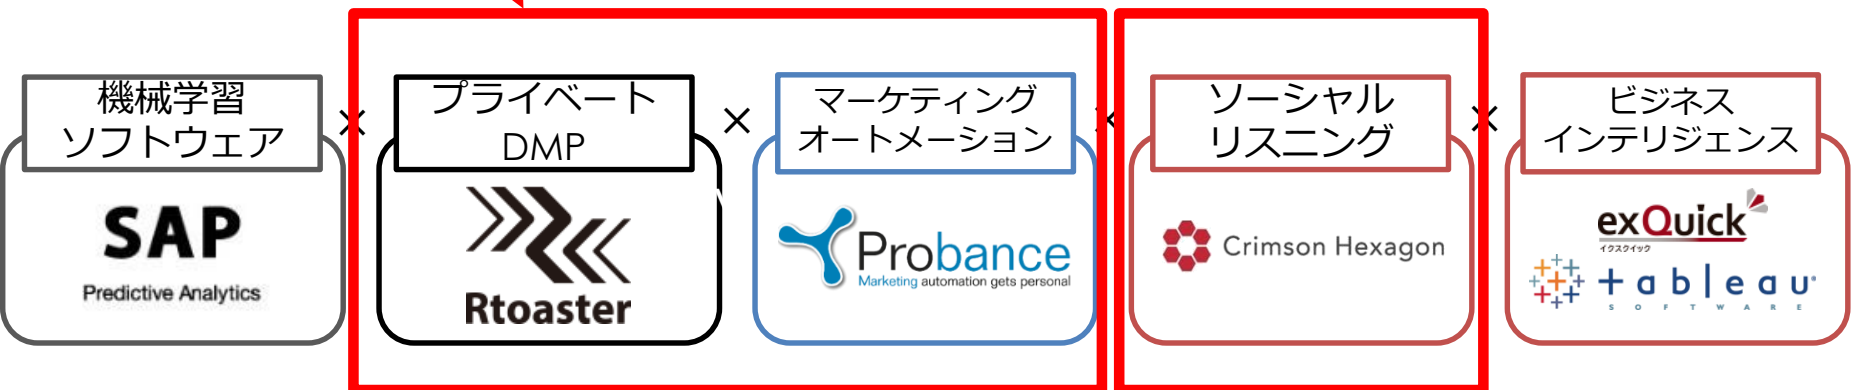 機械学習
ソフトウェア
×
プライベート
DMP
×
マーケティング
オートメーション
×
ソーシャル
リスニング
×
ビジネス
インテリジェンス
SAP
Predictive Analytics
Rtoaster
Probance
Marketing automation gets personal
Crimson Hexagon
exQuick
イクスクイック
+ableau
SOFTWARE